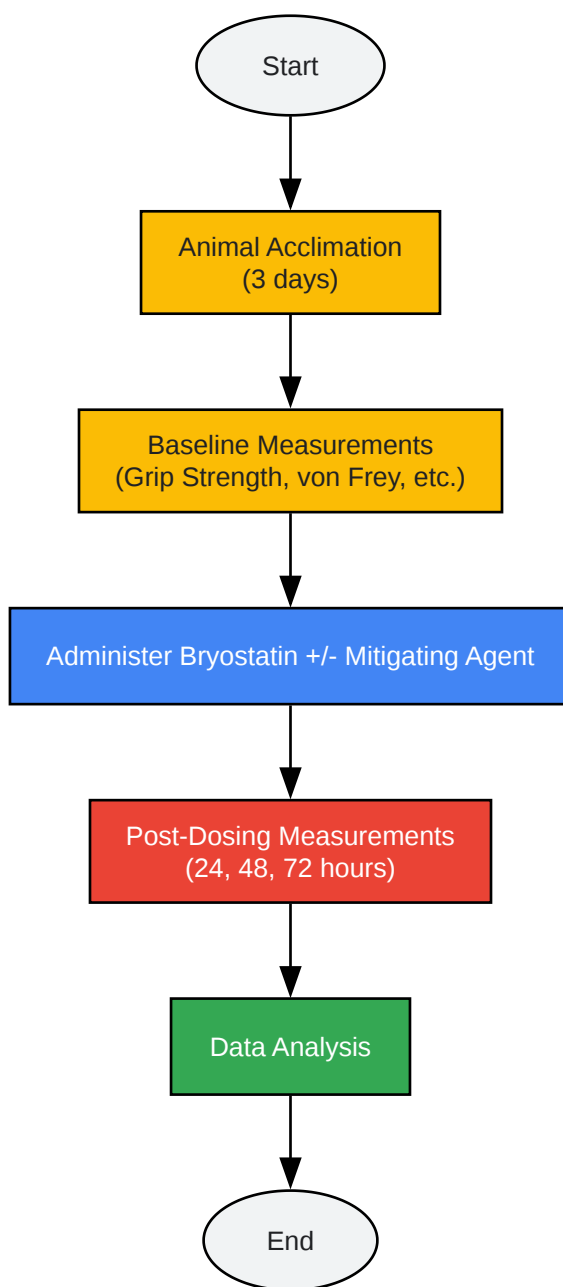 Start
Animal Acclimation
(3 days)
Baseline Measurements
(Grip Strength, von Frey, etc.)
Administer Bryostatin +/- Mitigating Agent
Post-Dosing Measurements
(24, 48, 72 hours)
Data Analysis
End